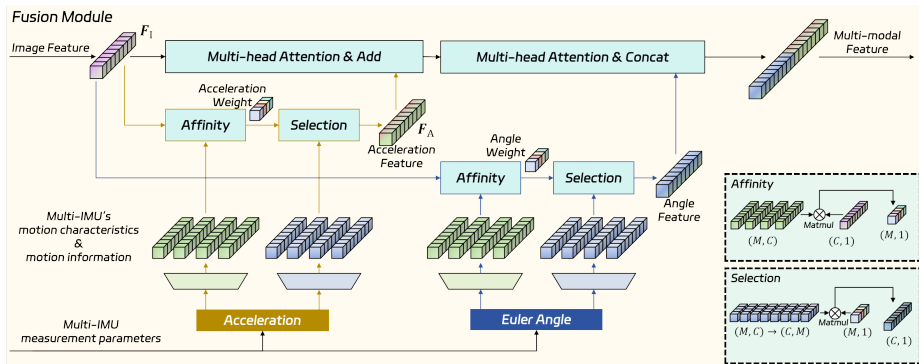 Fusion Module
Image Feature
F_I
Multi-head Attention & Add
Multi-head Attention & Concat
Multi-modal
Feature
Acceleration
Weight
Affinity
Selection
F_A
Acceleration
Feature
Angle
Weight
Affinity
Selection
Angle
Feature
Multi-IMU's
motion characteristics
&
motion information
Acceleration
Euler Angle
Multi-IMU
measurement parameters
Affinity
Matmul
(M, C)
(C, 1)
(M, 1)
Selection
Matmul
(M, C) → (C, M)
(M, 1)
(C, 1)